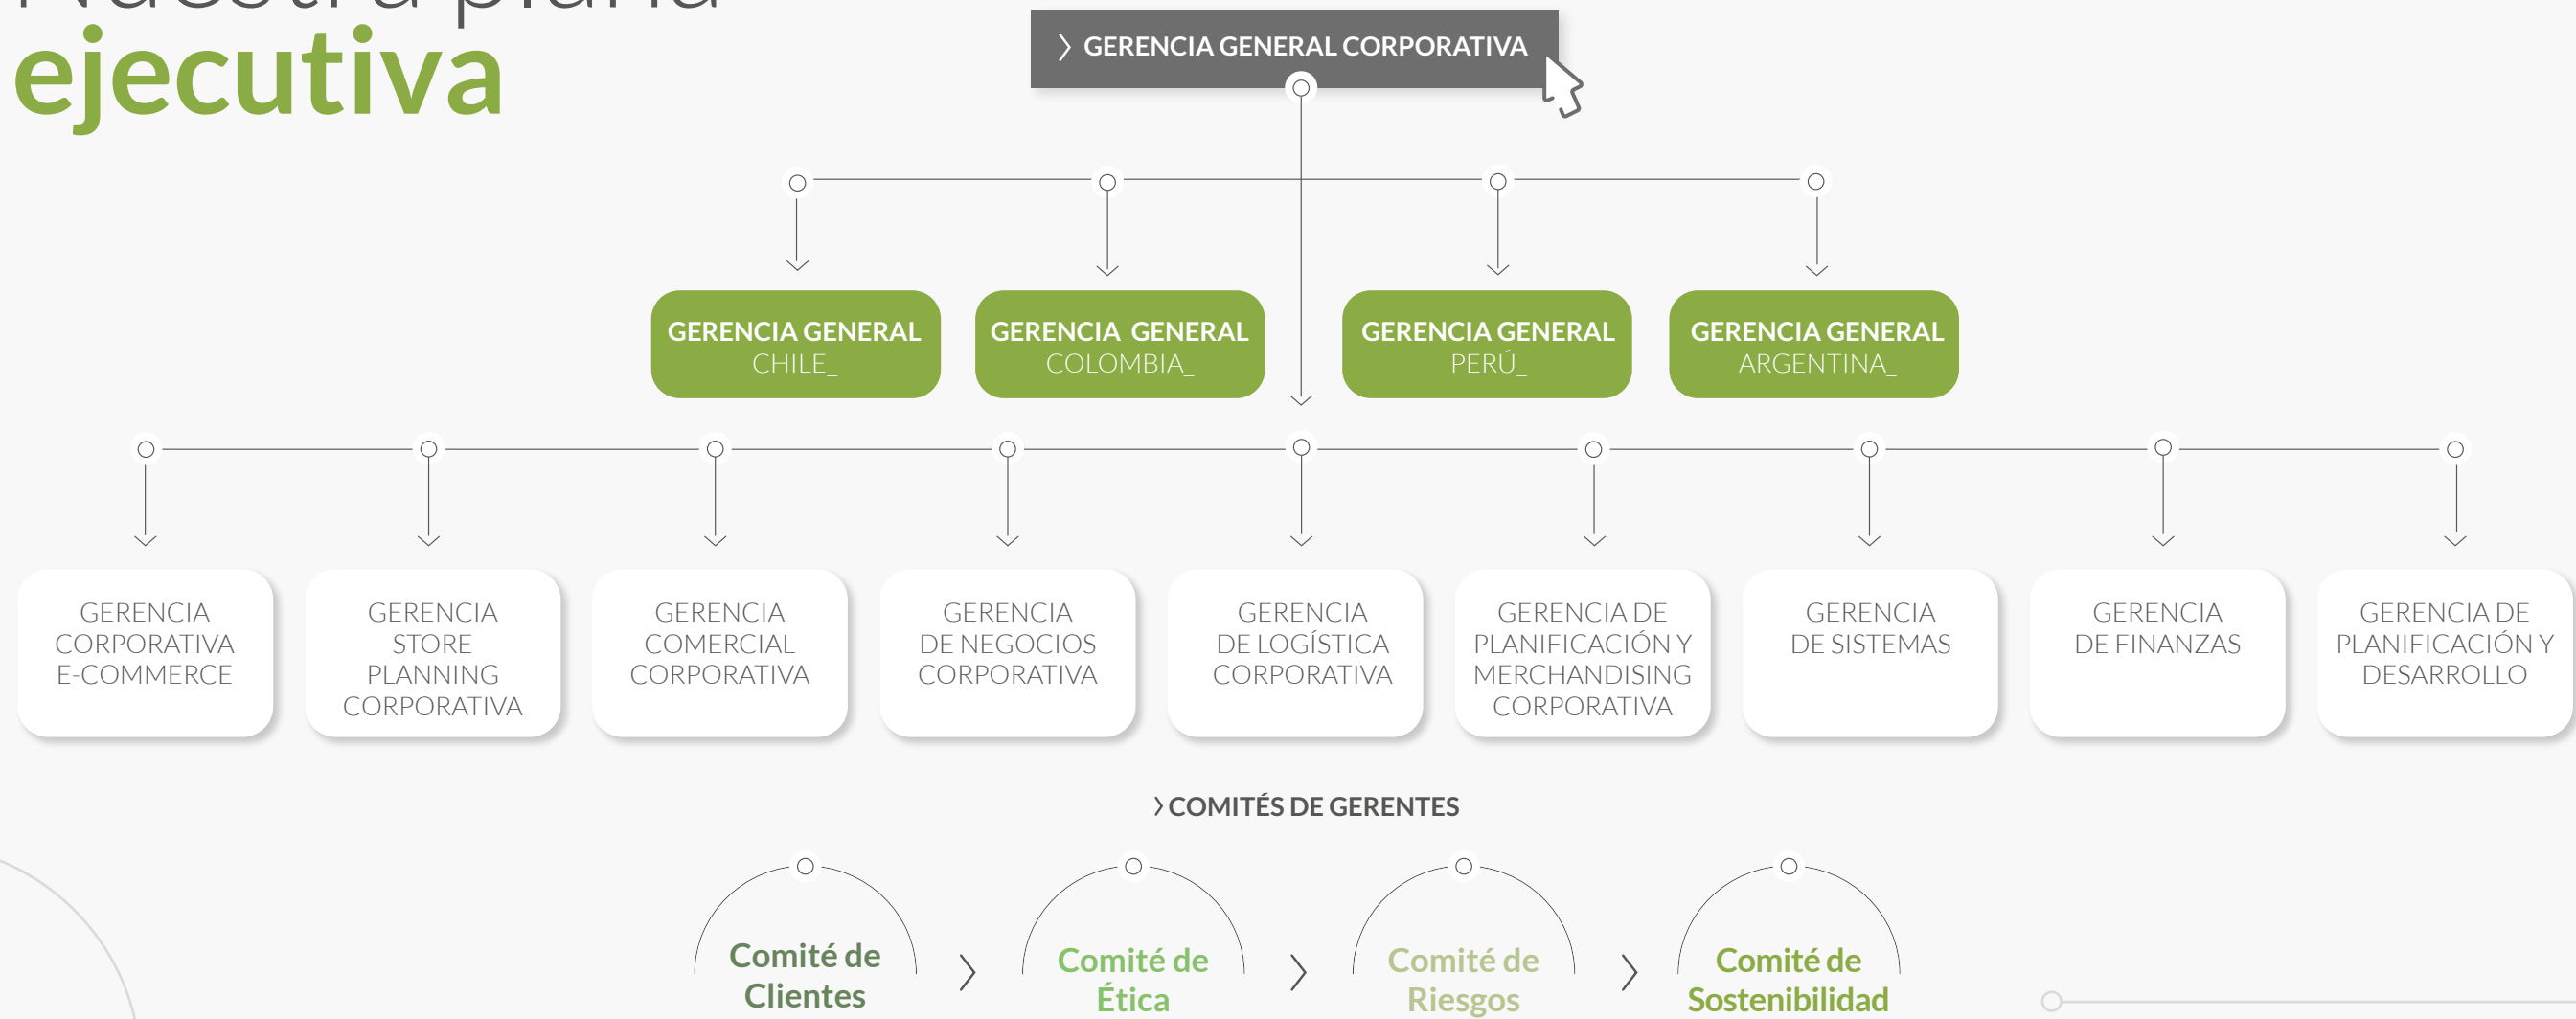 Nuestra plana
ejecutiva
GERENCIA GENERAL CORPORATIVA
GERENCIA GENERAL
CHILE_
GERENCIA GENERAL
COLOMBIA_
GERENCIA GENERAL
PERÚ_
GERENCIA GENERAL
ARGENTINA_
GERENCIA
CORPORATIVA
E-COMMERCE
GERENCIA
STORE
PLANNING
CORPORATIVA
GERENCIA
COMERCIAL
CORPORATIVA
GERENCIA
DE NEGOCIOS
CORPORATIVA
GERENCIA
DE LOGÍSTICA
CORPORATIVA
GERENCIA DE
PLANIFICACIÓN Y
MERCHANDISING
CORPORATIVA
GERENCIA
DE SISTEMAS
GERENCIA
DE FINANZAS
GERENCIA DE
PLANIFICACIÓN Y
DESARROLLO
COMITÉS DE GERENTES
Comité de
Clientes
Comité de
Ética
Comité de
Riesgos
Comité de
Sostenibilidad